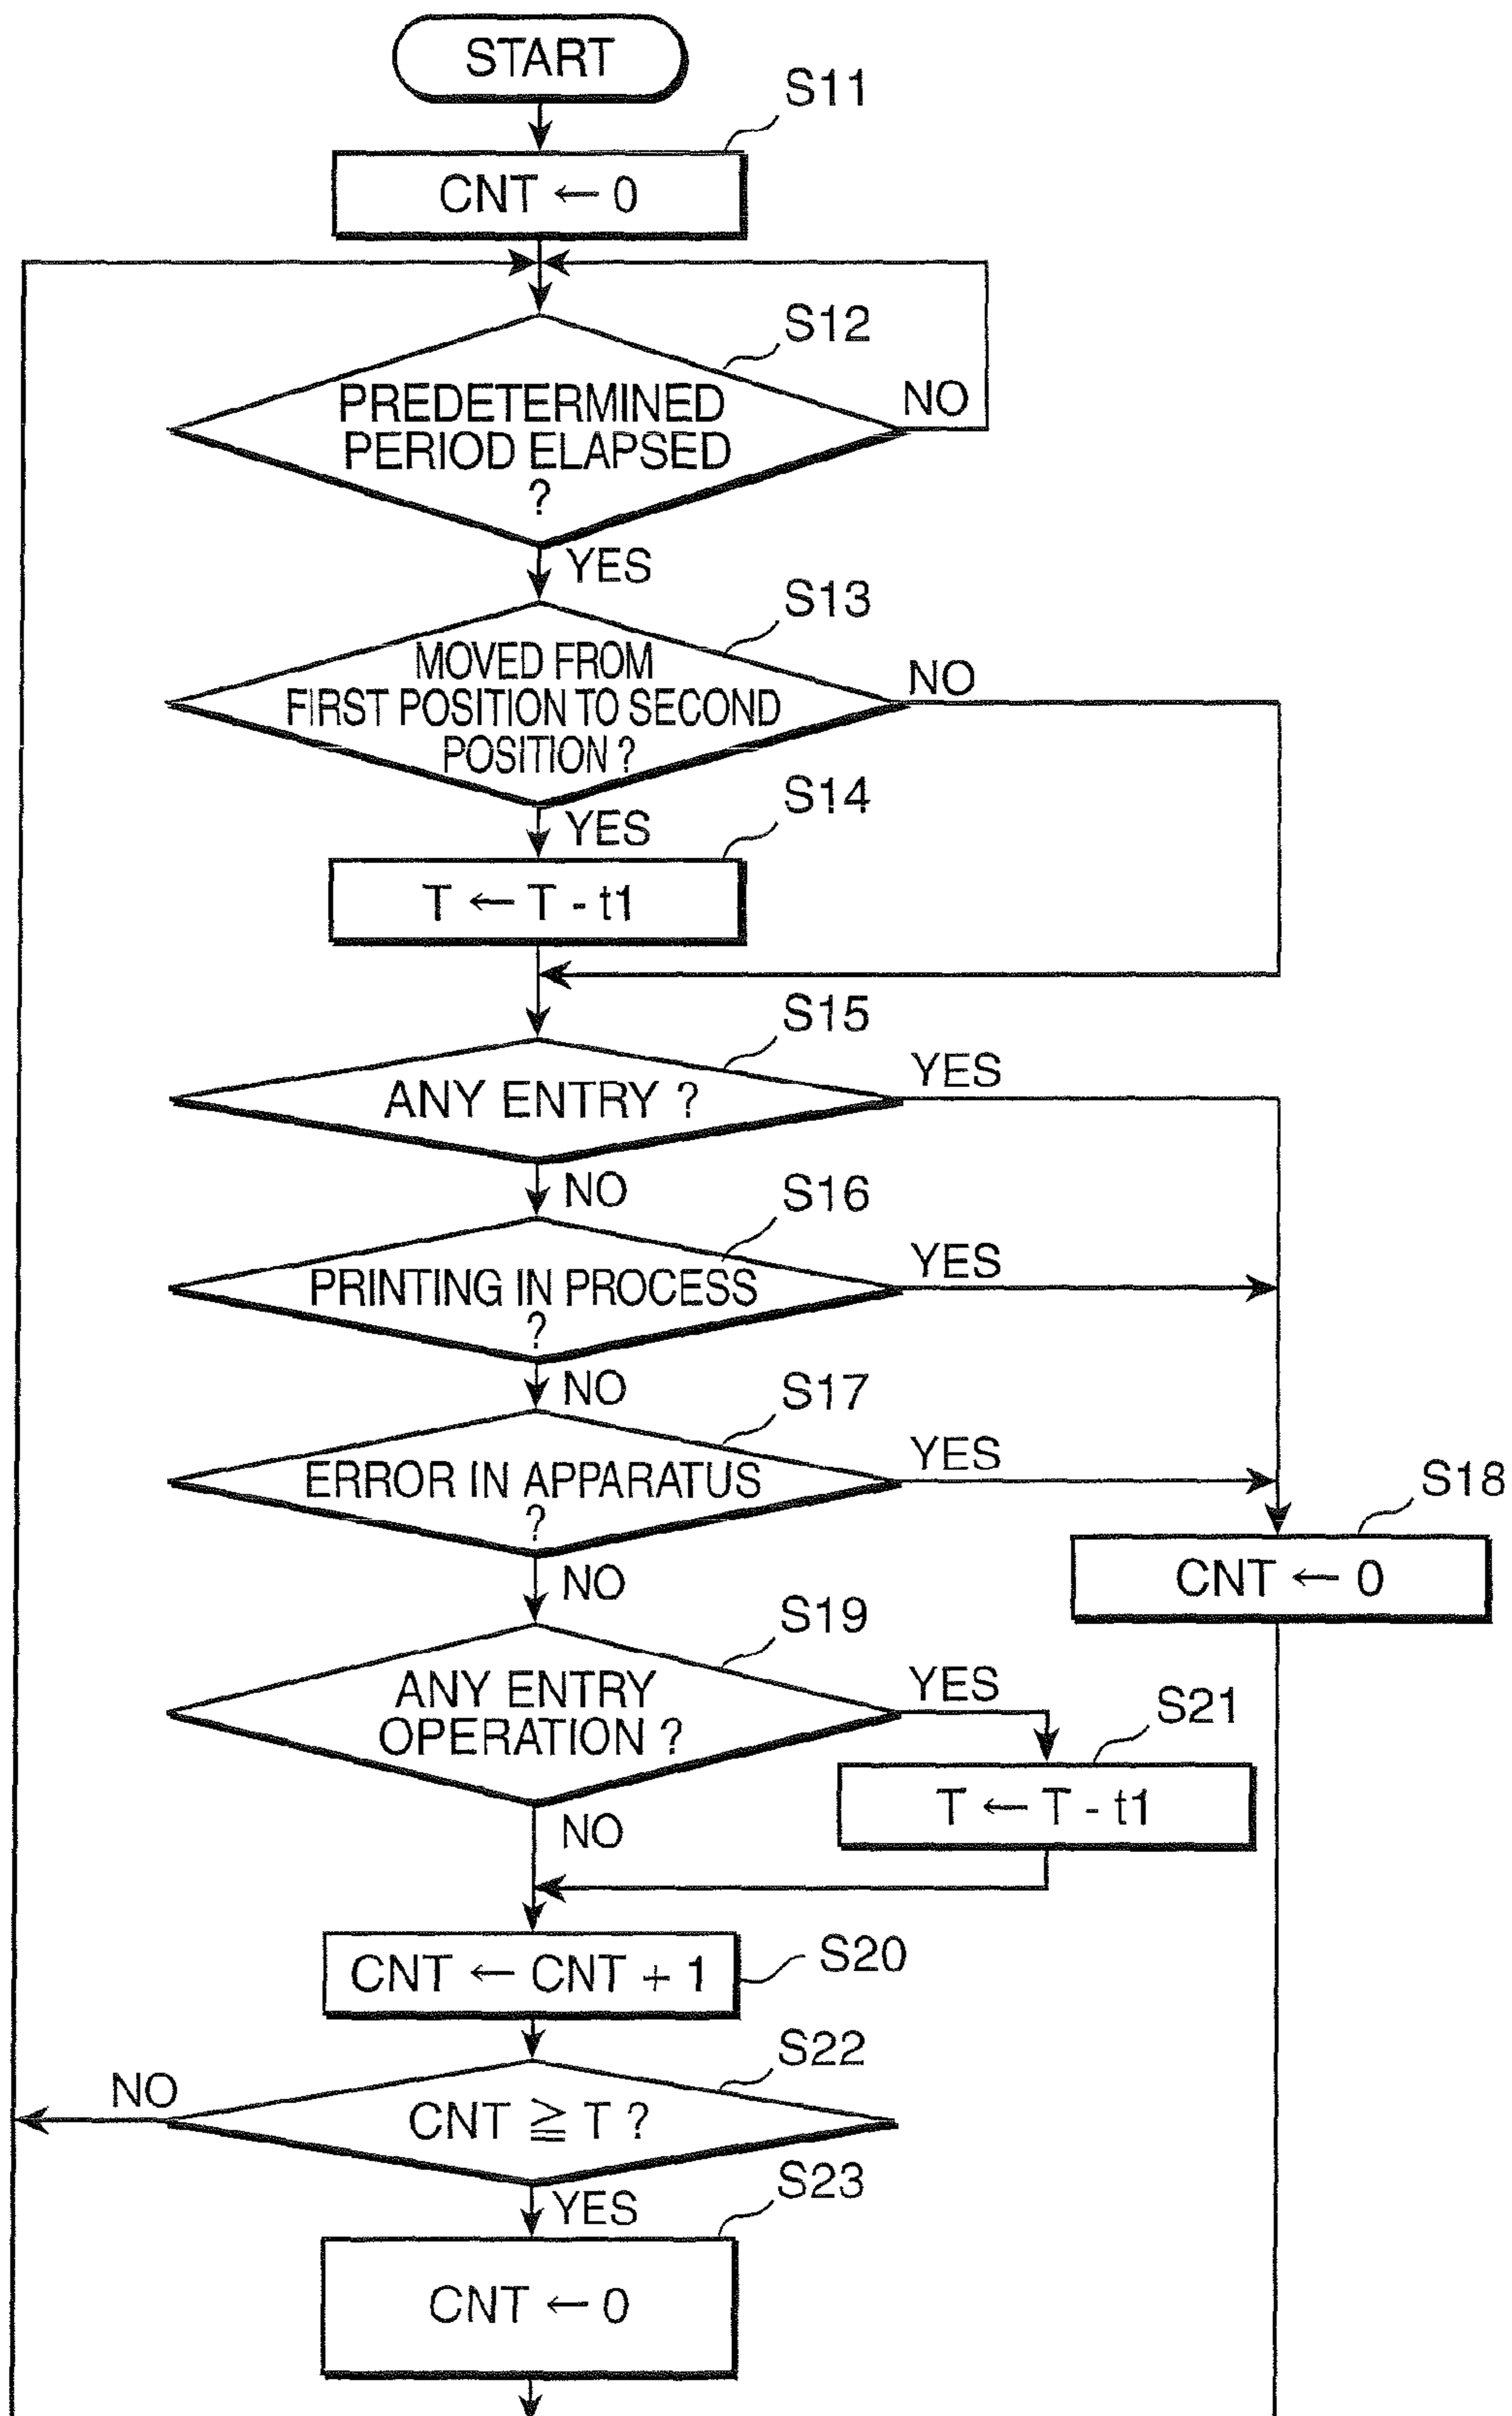 START
S11
CNT ← 0
S12
PREDETERMINED
PERIOD ELAPSED
?
NO
YES
S13
MOVED FROM
FIRST POSITION TO SECOND
POSITION ?
NO
YES
S14
T ← T - t1
S15
ANY ENTRY ?
YES
NO
S16
PRINTING IN PROCESS
?
YES
NO
S17
ERROR IN APPARATUS
?
YES
NO
S18
CNT ← 0
S19
ANY ENTRY
OPERATION ?
YES
NO
S21
T ← T - t1
S20
CNT ← CNT + 1
S22
CNT ≧ T ?
NO
YES
S23
CNT ← 0